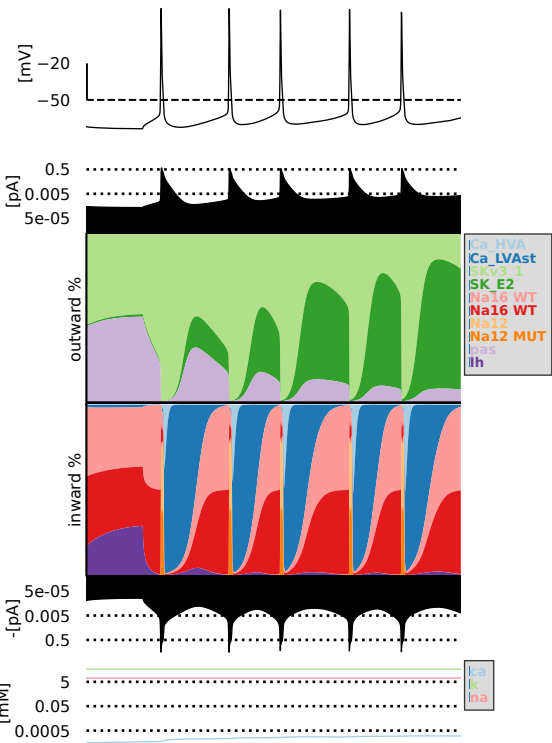 [mV]
−20
−50
[pA]
0.5
0.005
5e-05
outward %
Ca_HVA
Ca_LVAst
SKv3_1
SK_E2
Na16 WT
Na16 WT
Na12
Na12 MUT
pas
Ih
inward %
-[pA]
5e-05
0.005
0.5
[mM]
5
0.05
0.0005
ca
k
na